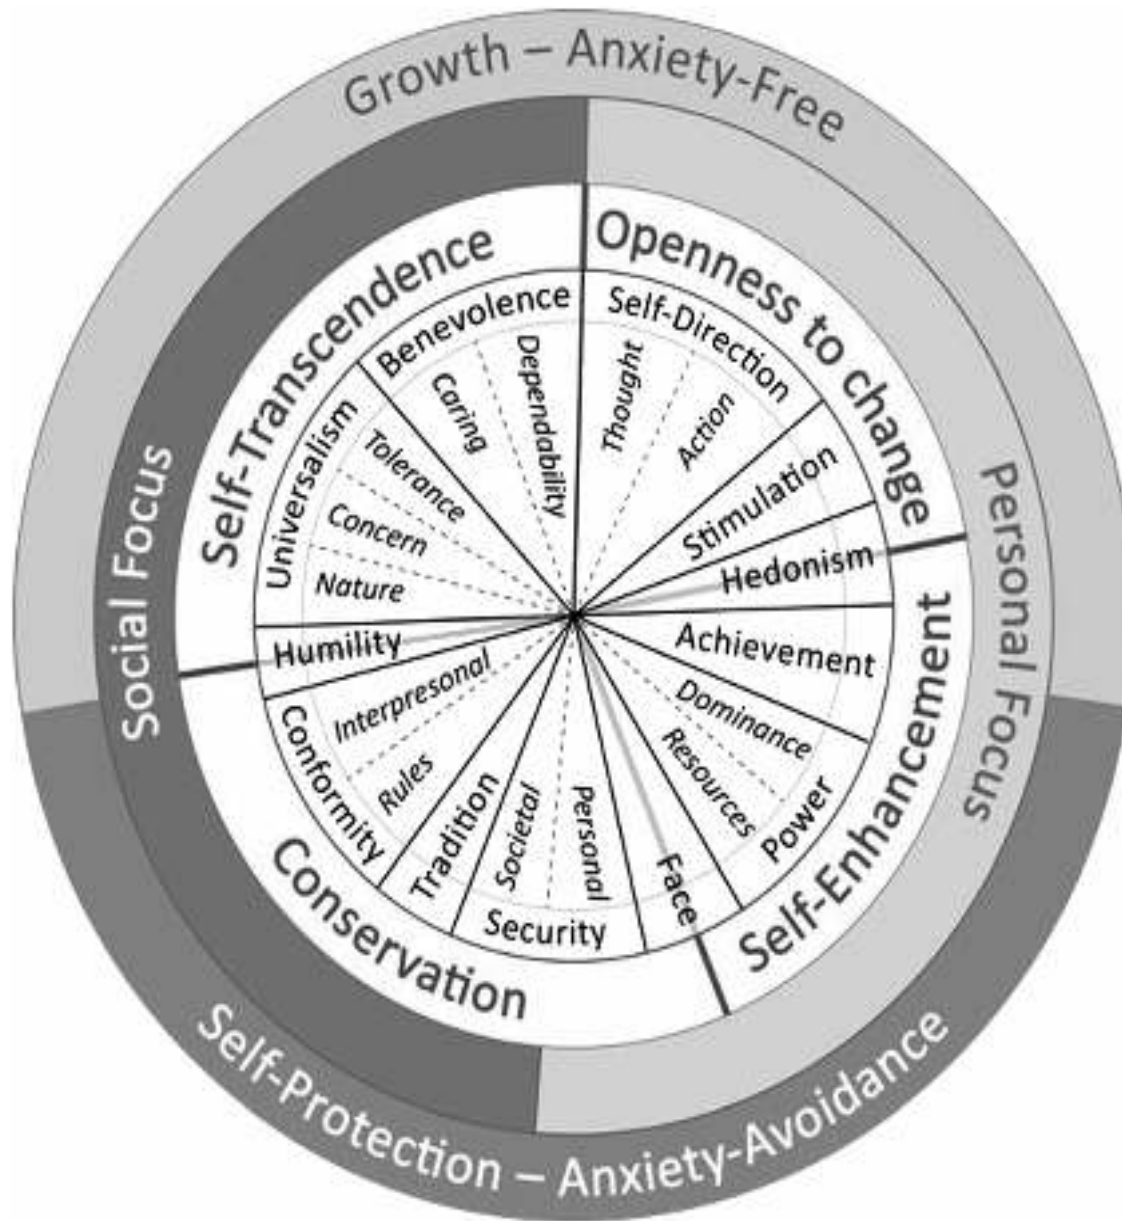 Growth – Anxiety-Free
Social Focus
Personal Focus
Self-Transcendence
Openness to change
Benevolence
Self-Direction
Caring
Dependability
Thought
Action
Universalism
Tolerance
Concern
Nature
Stimulation
Hedonism
Humility
Achievement
Interpresonal
Rules
Conformity
Tradition
Societal
Personal
Security
Face
Dominance
Resources
Power
Conservation
Self-Enhancement
Self-Protection – Anxiety-Avoidance